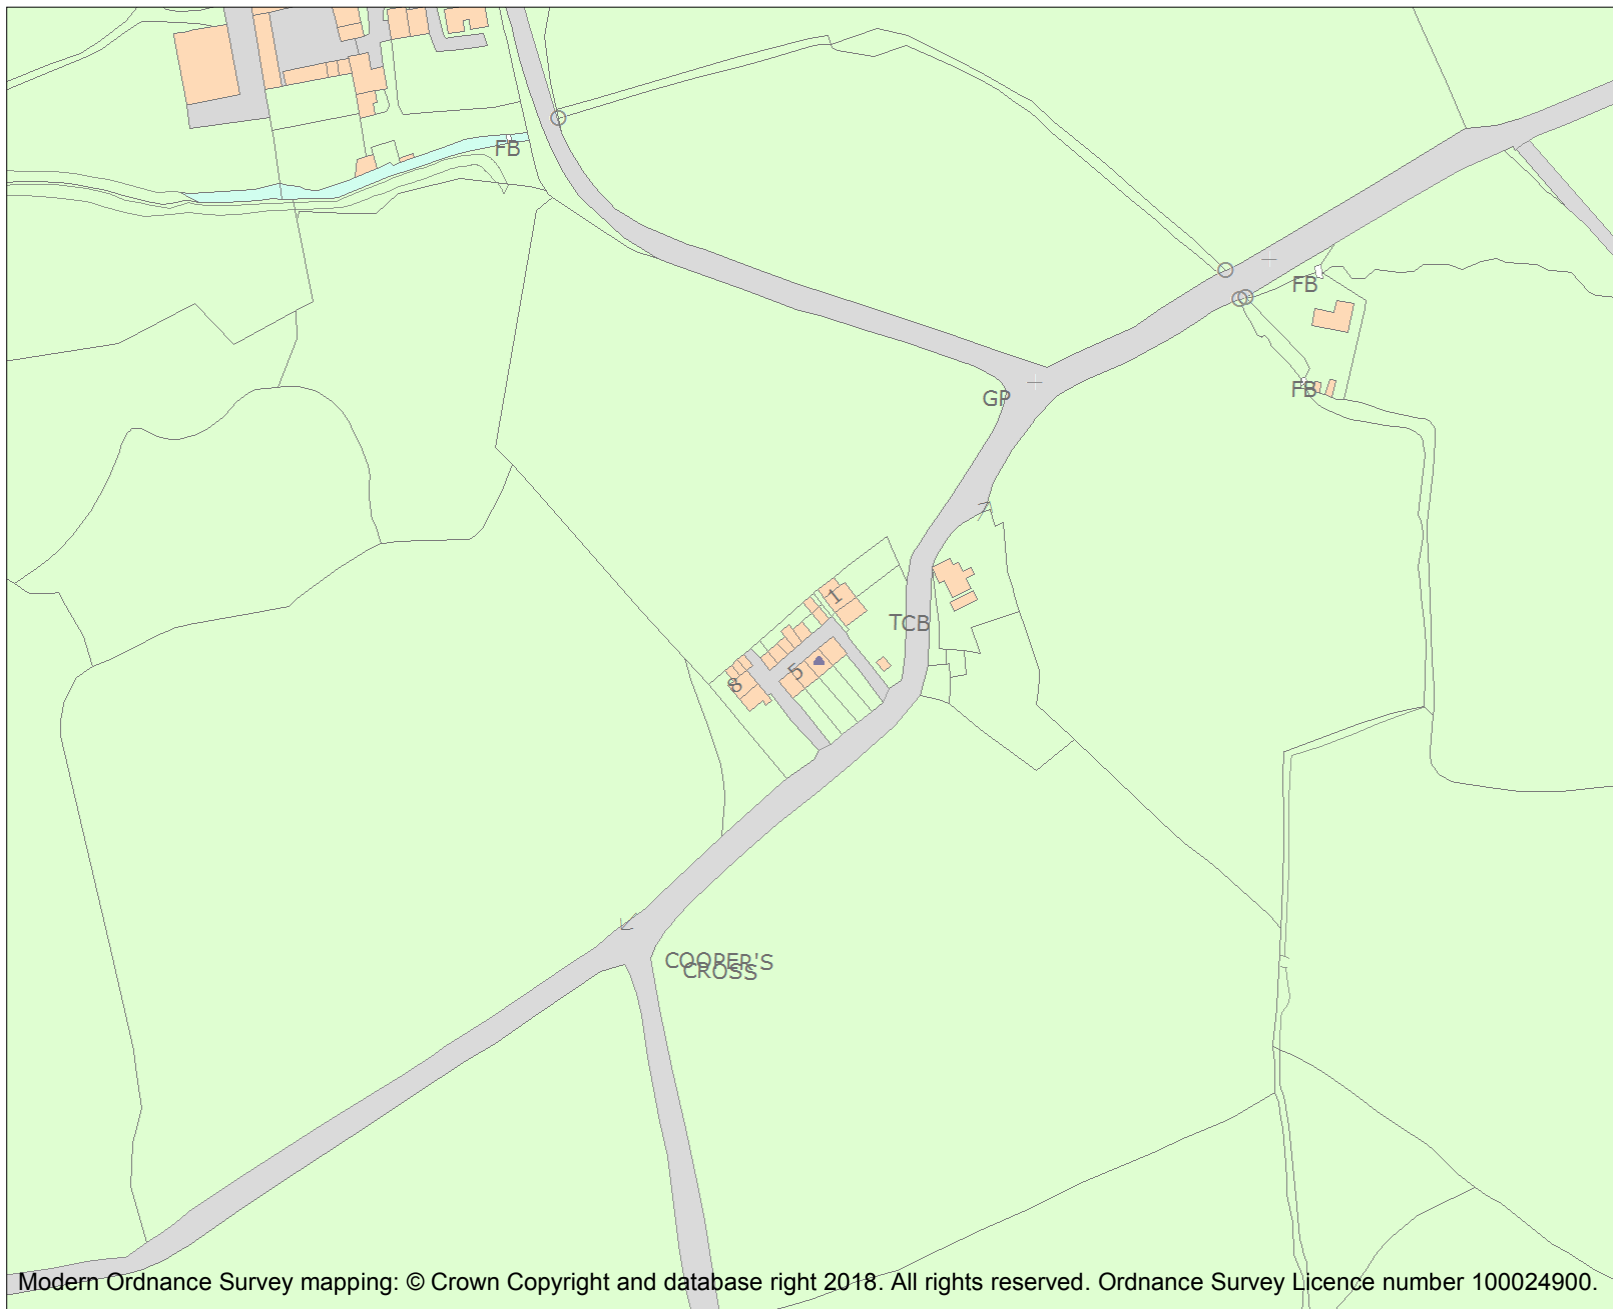 FB
FB
GP
FB
1
TCB
5
8
COOPER'S
CROSS
Modern Ordnance Survey mapping: © Crown Copyright and database right 2018. All rights reserved. Ordnance Survey Licence number 100024900.